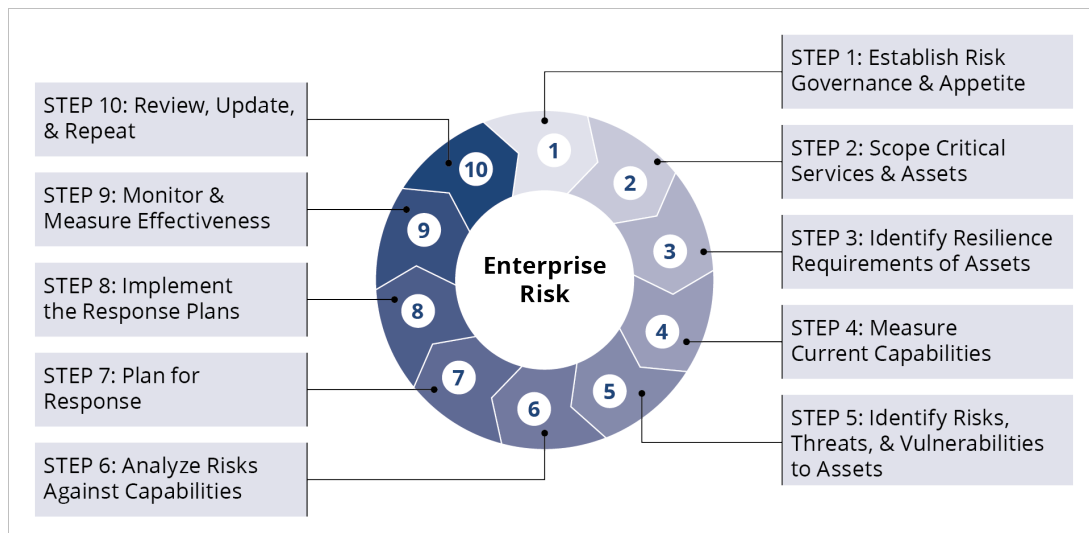 STEP 1: Establish Risk
Governance & Appetite
STEP 2: Scope Critical
Services & Assets
STEP 3: Identify Resilience
Requirements of Assets
STEP 4: Measure
Current Capabilities
STEP 5: Identify Risks,
Threats, & Vulnerabilities
to Assets
STEP 6: Analyze Risks
Against Capabilities
STEP 7: Plan for
Response
STEP 8: Implement
the Response Plans
STEP 9: Monitor &
Measure Effectiveness
STEP 10: Review, Update,
& Repeat
1
2
3
4
5
6
7
8
9
10
Enterprise
Risk